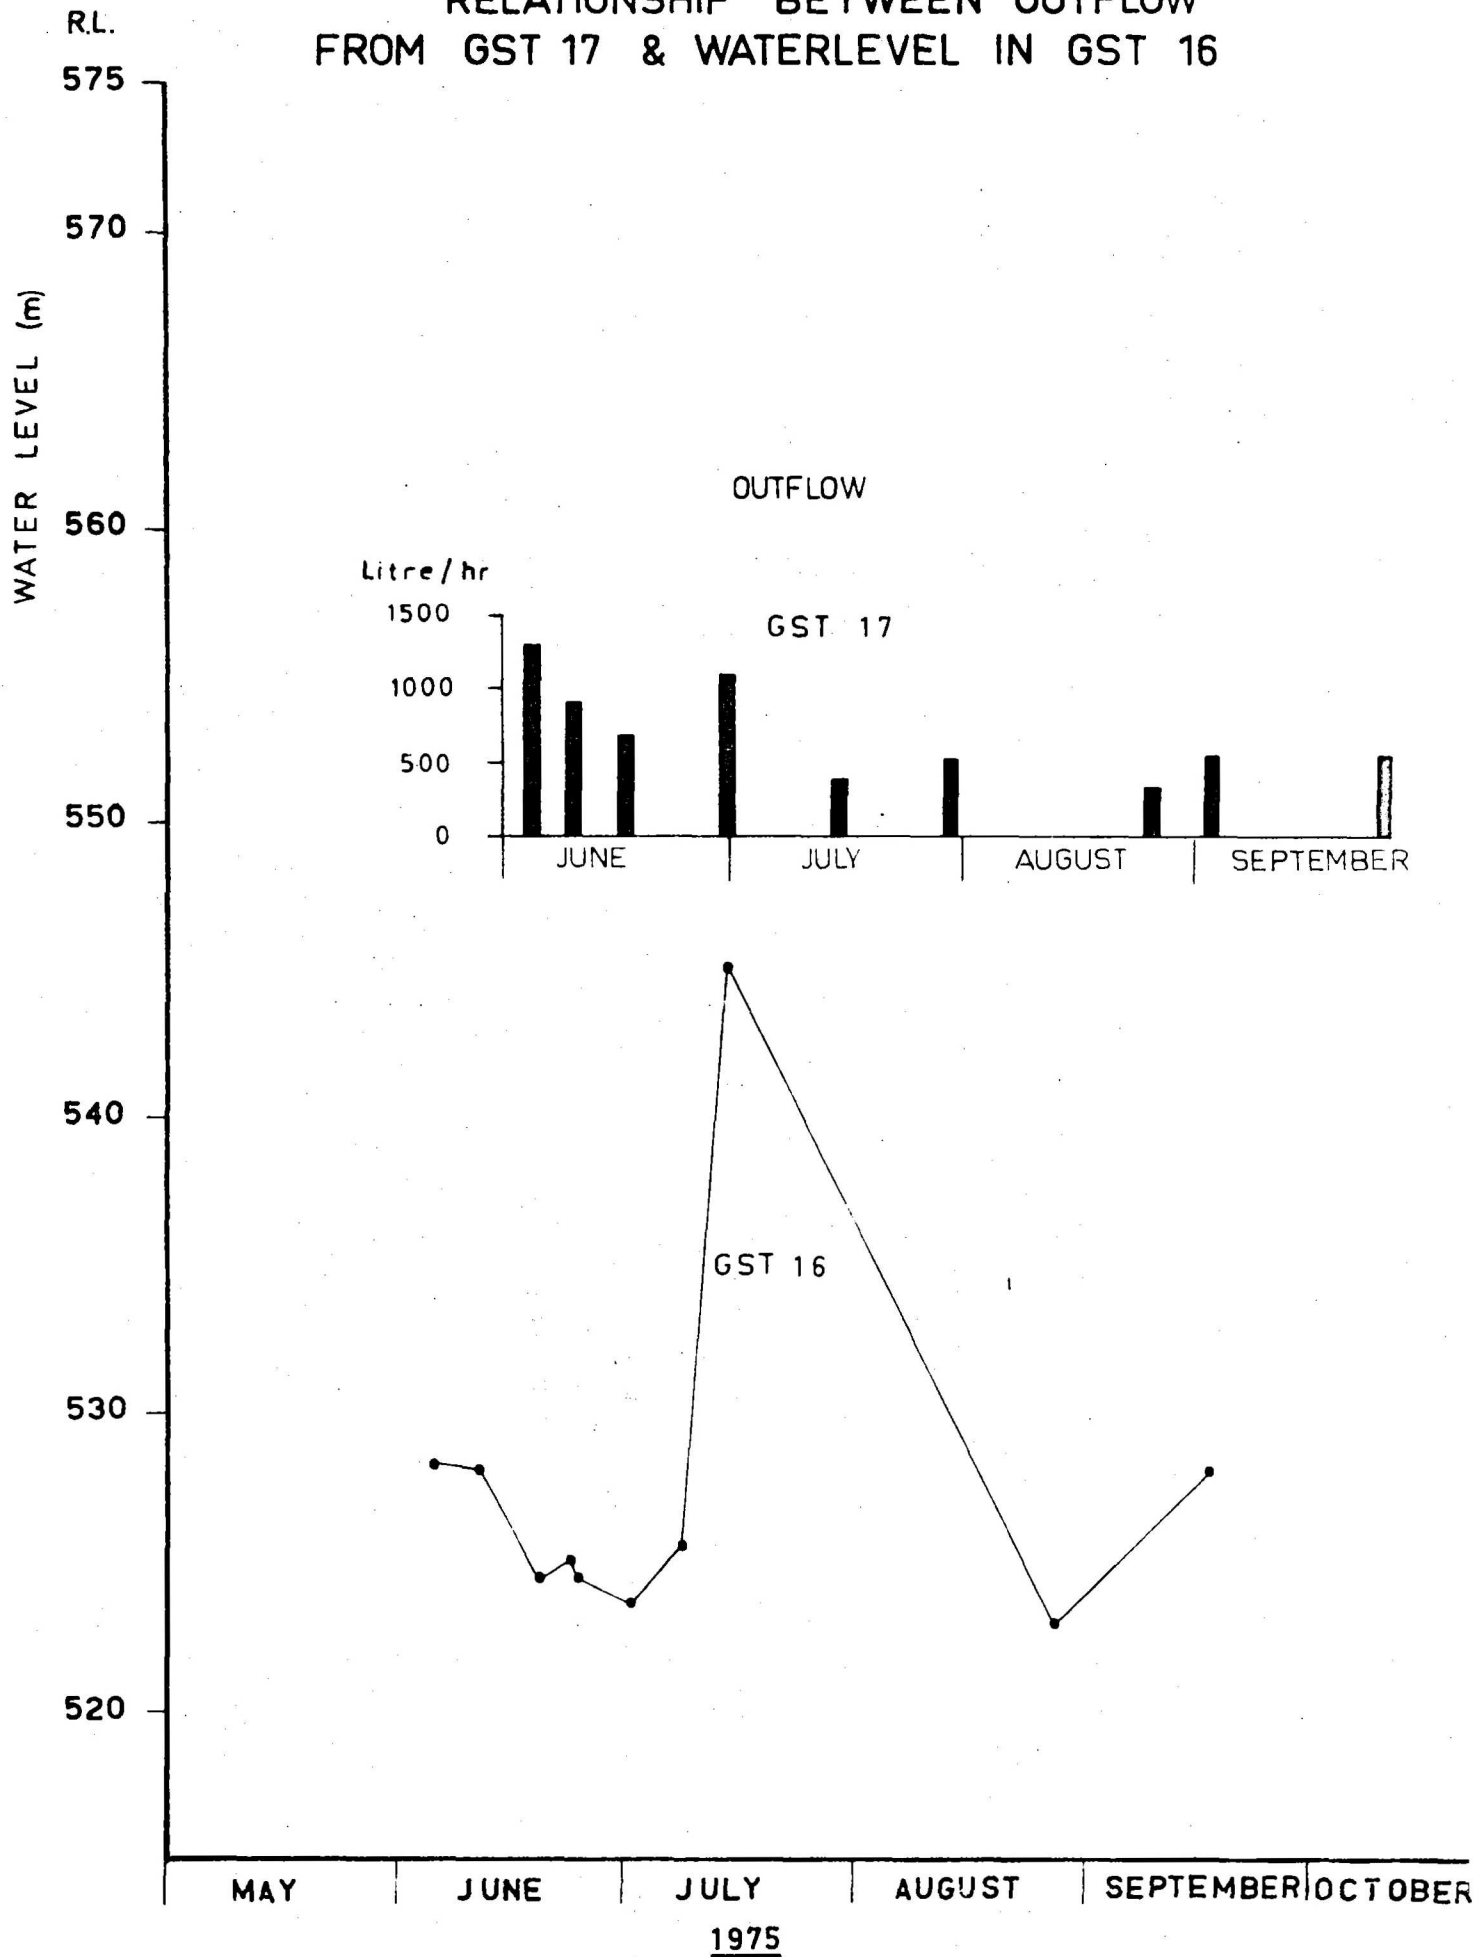 RELATIONSHIP BETWEEN OUTFLOW
FROM GST 17 & WATERLEVEL IN GST 16
R.L.
575
570
WATER LEVEL (m)
560
550
540
530
520
OUTFLOW
Litre/hr
GST 17
1500
1000
500
0
JUNE JULY AUGUST SEPTEMBER
GST 16
MAY JUNE JULY AUGUST SEPTEMBER OCTOBER
1975